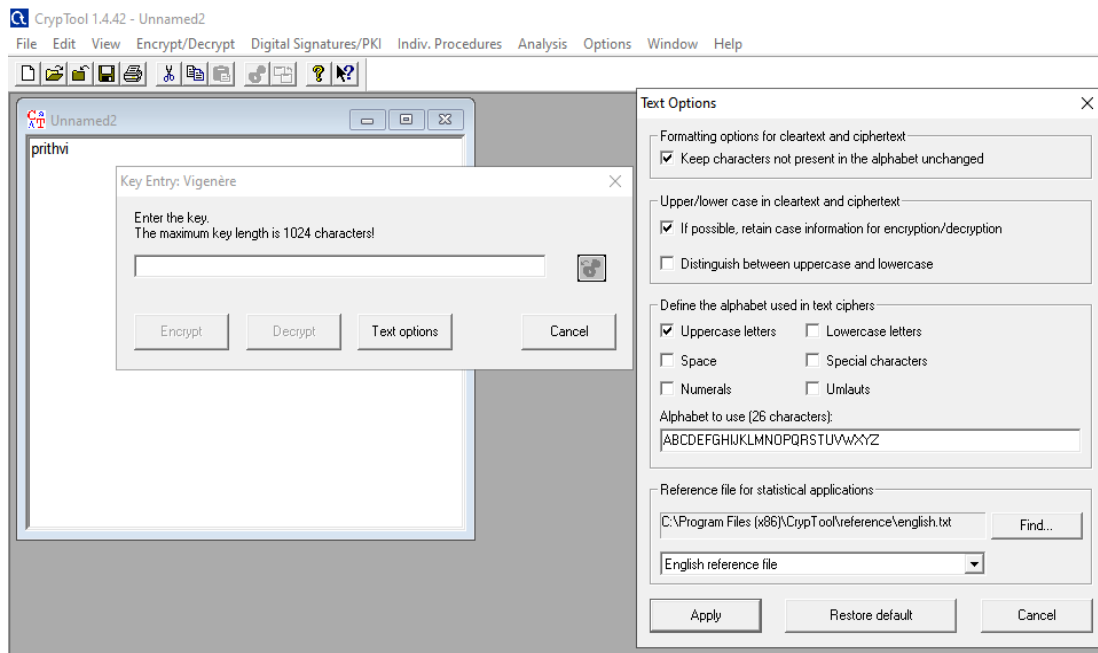 CrypTool 1.4.42 - Unnamed2
File Edit View Encrypt/Decrypt Digital Signatures/PKI Indiv. Procedures Analysis Options Window Help
Unnamed2
prithvi
Key Entry: Vigenère
Enter the key.
The maximum key length is 1024 characters!
Encrypt Decrypt Text options Cancel
Text Options
Formatting options for cleartext and ciphertext
Keep characters not present in the alphabet unchanged
Upper/lower case in cleartext and ciphertext
If possible, retain case information for encryption/decryption
Distinguish between uppercase and lowercase
Define the alphabet used in text ciphers
Uppercase letters Lowercase letters
Space Special characters
Numerals Umlauts
Alphabet to use (26 characters):
ABCDEFGHIJKLMNOPQRSTUVWXYZ
Reference file for statistical applications
C:\Program Files (x86)\CrypTool\reference\english.txt Find...
English reference file
Apply Restore default Cancel